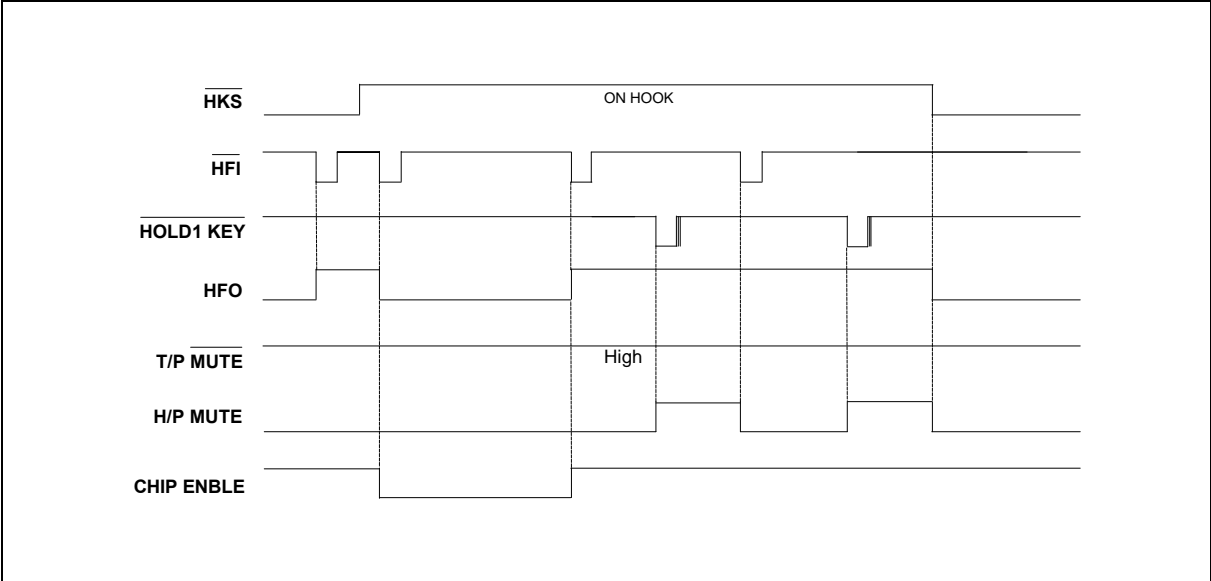 HKS
ON HOOK
HFI
HOLD1 KEY
HFO
T/P MUTE
High
H/P MUTE
CHIP ENBLE